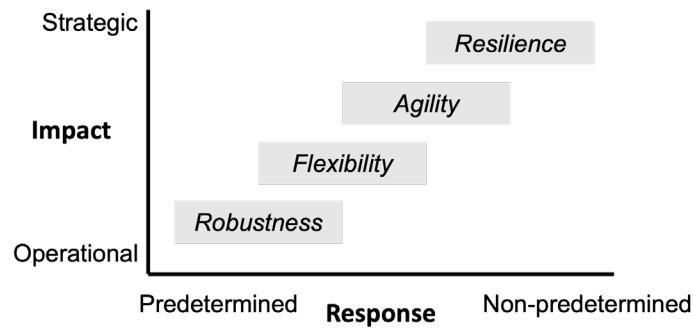 Strategic
Resilience
Agility
Impact
Flexibility
Robustness
Operational
Predetermined
Response
Non-predetermined